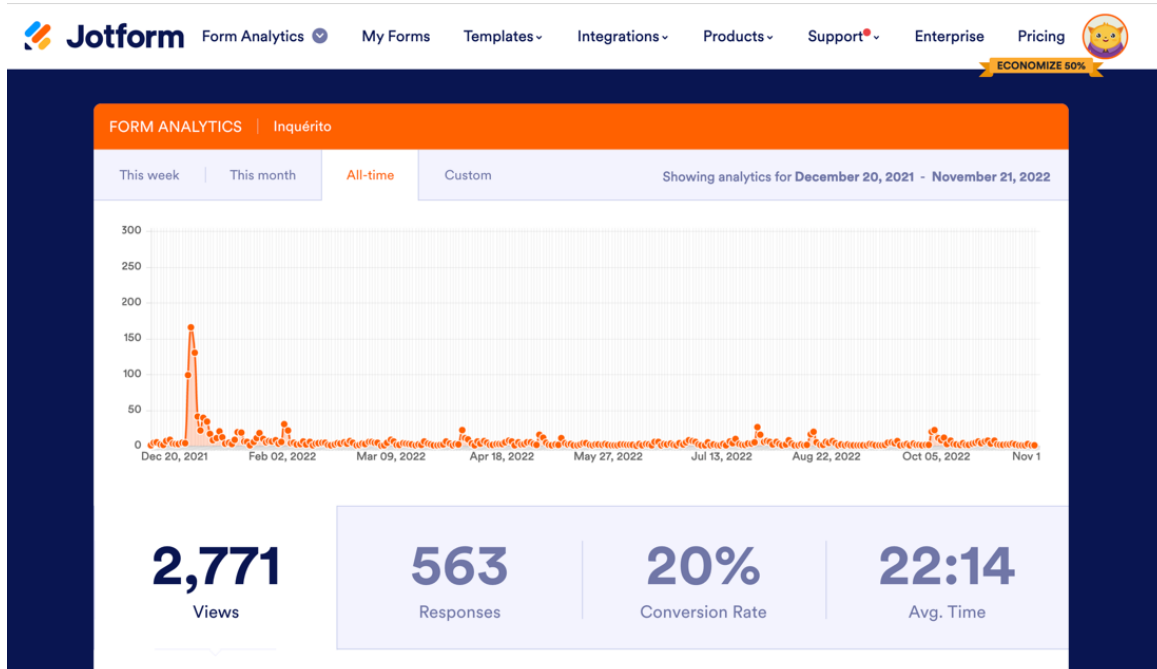 Jotform Form Analytics My Forms Templates Integrations Products Support Enterprise Pricing
ECONOMIZE 50%
FORM ANALYTICS Inquérito
This week This month All-time Custom Showing analytics for December 20, 2021 - November 21, 2022
300
250
200
150
100
50
0
Dec 20, 2021 Feb 02, 2022 Mar 09, 2022 Apr 18, 2022 May 27, 2022 Jul 13, 2022 Aug 22, 2022 Oct 05, 2022 Nov 1
2,771 563 20% 22:14
Views Responses Conversion Rate Avg. Time